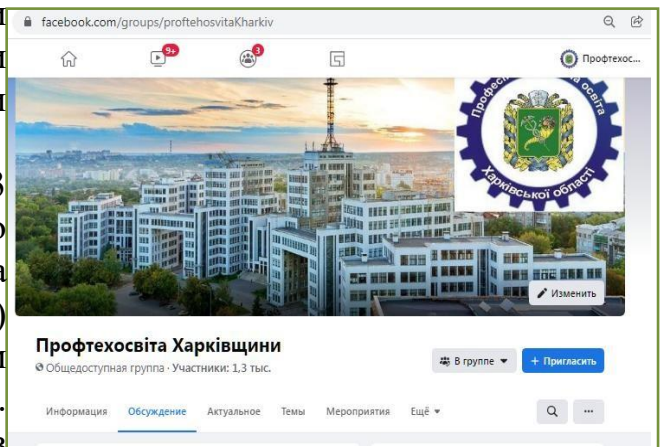 facebook.com/groups/proftehosvitaKharkiv
9+
3
Профтехос...
Професійна
освіта
Харківської області
Изменить
Профтехосвіта Харківщини
Общедоступная группа · Участники: 1,3 тыс.
В группе
+ Пригласить
Информация Обсуждение Актуальное Темы Мероприятия Ещё